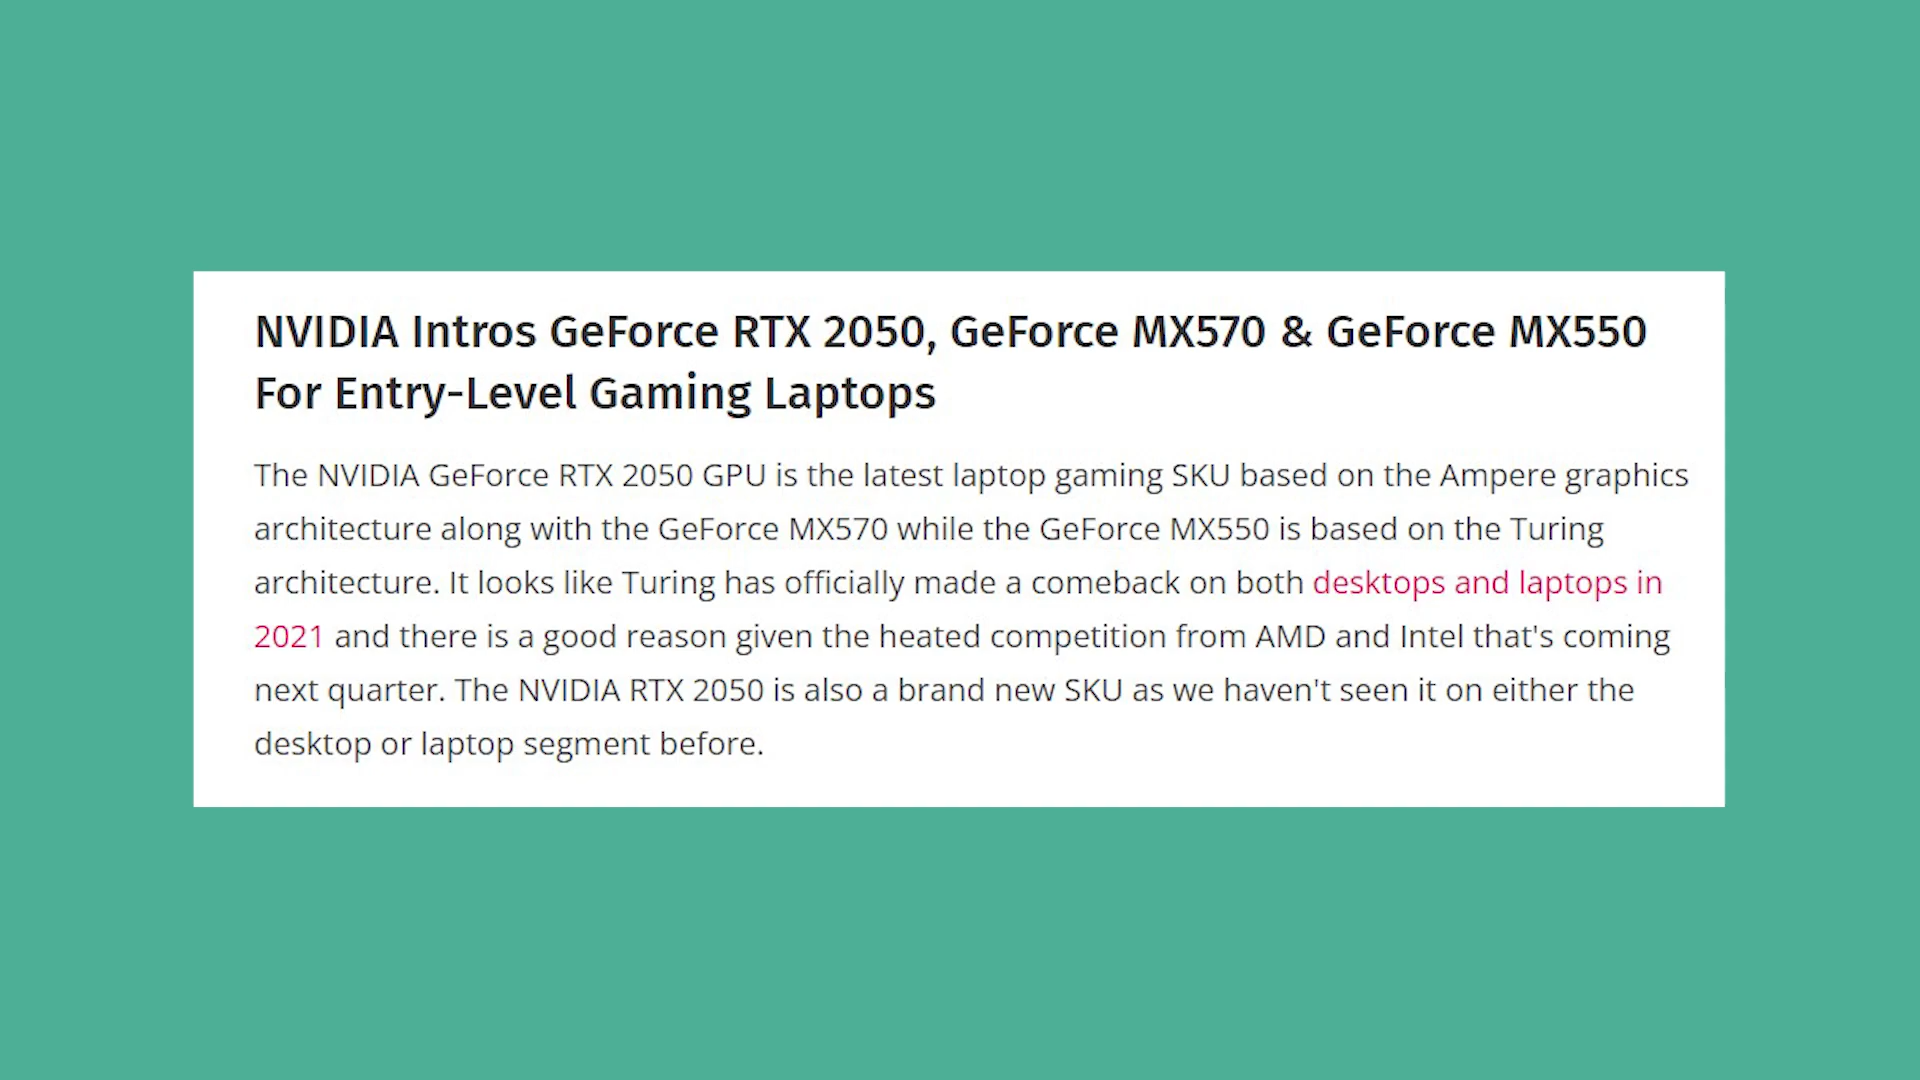 NVIDIA Intros GeForce RTX 2050, GeForce MX570 & GeForce MX550
For Entry-Level Gaming Laptops
The NVIDIA GeForce RTX 2050 GPU is the latest laptop gaming SKU based on the Ampere graphics
architecture along with the GeForce MX570 while the GeForce MX550 is based on the Turing
architecture. It looks like Turing has officially made a comeback on both desktops and laptops in
2021 and there is a good reason given the heated competition from AMD and Intel that's coming
next quarter. The NVIDIA RTX 2050 is also a brand new SKU as we haven't seen it on either the
desktop or laptop segment before.